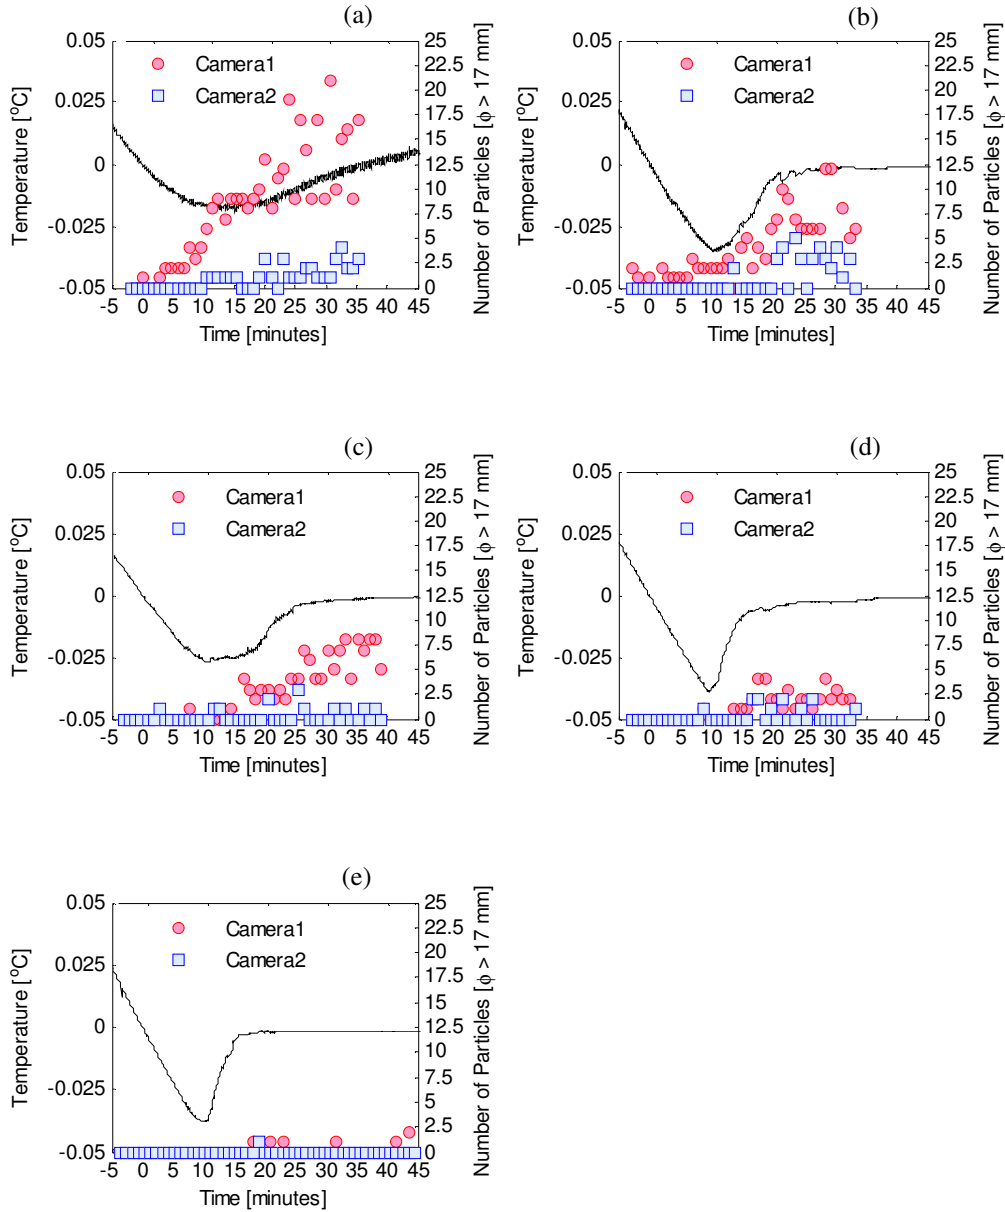 (a)
0.05
0.025
0
-0.025
-0.05
Temperature [°C]
Camera1
Camera2
25
22.5
20
17.5
15
12.5
10
7.5
5
2.5
0
Number of Particles [ϕ > 17 mm]
-5 0 5 10 15 20 25 30 35 40 45
Time [minutes]
(b)
0.05
0.025
0
-0.025
-0.05
Temperature [°C]
Camera1
Camera2
25
22.5
20
17.5
15
12.5
10
7.5
5
2.5
0
Number of Particles [ϕ > 17 mm]
-5 0 5 10 15 20 25 30 35 40 45
Time [minutes]
(c)
0.05
0.025
0
-0.025
-0.05
Temperature [°C]
Camera1
Camera2
25
22.5
20
17.5
15
12.5
10
7.5
5
2.5
0
Number of Particles [ϕ > 17 mm]
-5 0 5 10 15 20 25 30 35 40 45
Time [minutes]
(d)
0.05
0.025
0
-0.025
-0.05
Temperature [°C]
Camera1
Camera2
25
22.5
20
17.5
15
12.5
10
7.5
5
2.5
0
Number of Particles [ϕ > 17 mm]
-5 0 5 10 15 20 25 30 35 40 45
Time [minutes]
(e)
0.05
0.025
0
-0.025
-0.05
Temperature [°C]
Camera1
Camera2
25
22.5
20
17.5
15
12.5
10
7.5
5
2.5
0
Number of Particles [ϕ > 17 mm]
-5 0 5 10 15 20 25 30 35 40 45
Time [minutes]